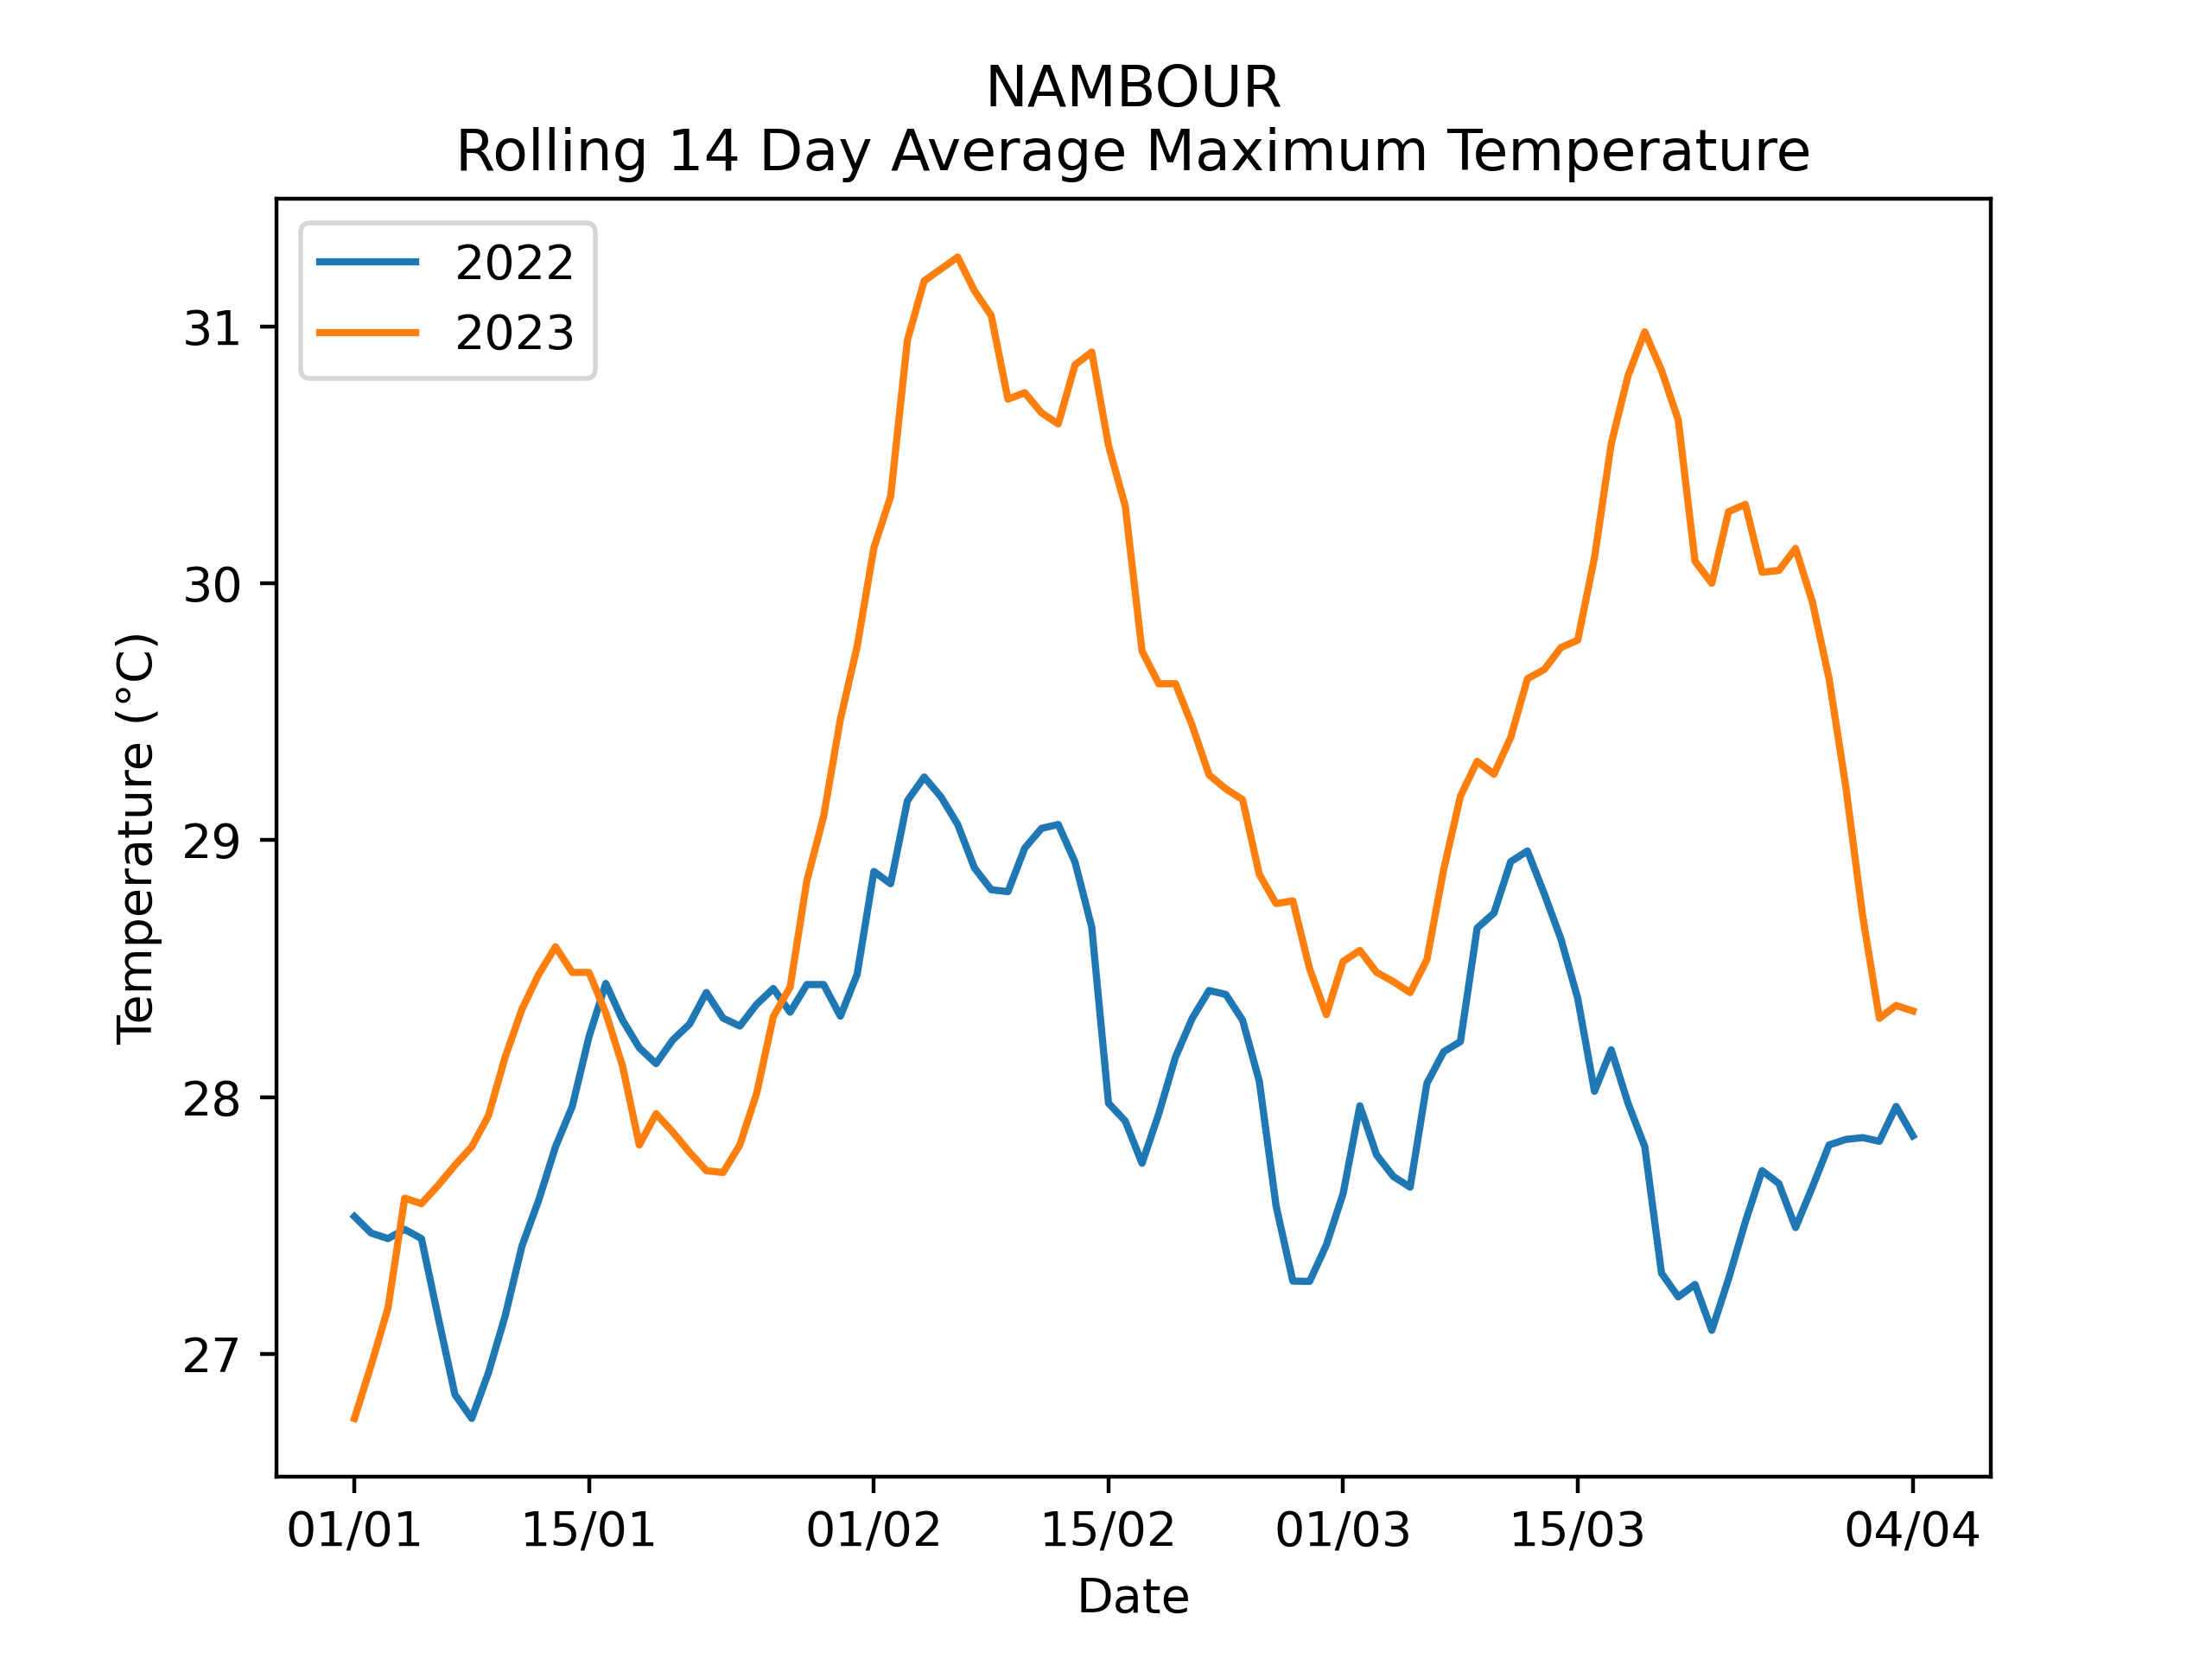 NAMBOUR
Rolling 14 Day Average Maximum Temperature
2022
2023
31
30
29
28
27
Temperature (°C)
01/01 15/01 01/02 15/02 01/03 15/03 04/04
Date